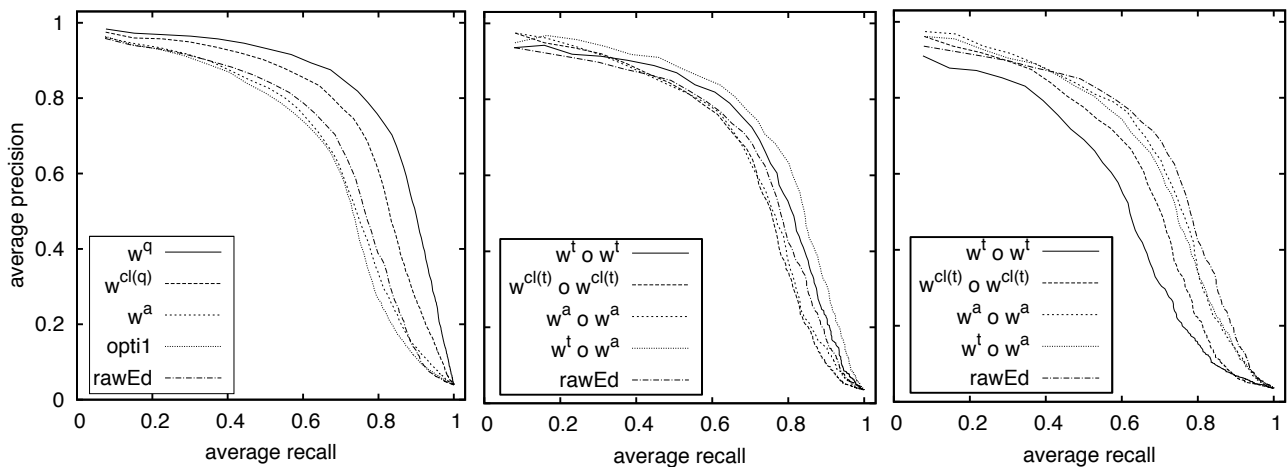 average precision
1
0.8
0.6
0.4
0.2
0
w^q
w^cl(q)
w^a
opti1
rawEd
0 0.2 0.4 0.6 0.8 1
average recall
w^t o w^t
w^cl(t) o w^cl(t)
w^a o w^a
w^t o w^a
rawEd
0 0.2 0.4 0.6 0.8 1
average recall
w^t o w^t
w^cl(t) o w^cl(t)
w^a o w^a
w^t o w^a
rawEd
0 0.2 0.4 0.6 0.8 1
average recall